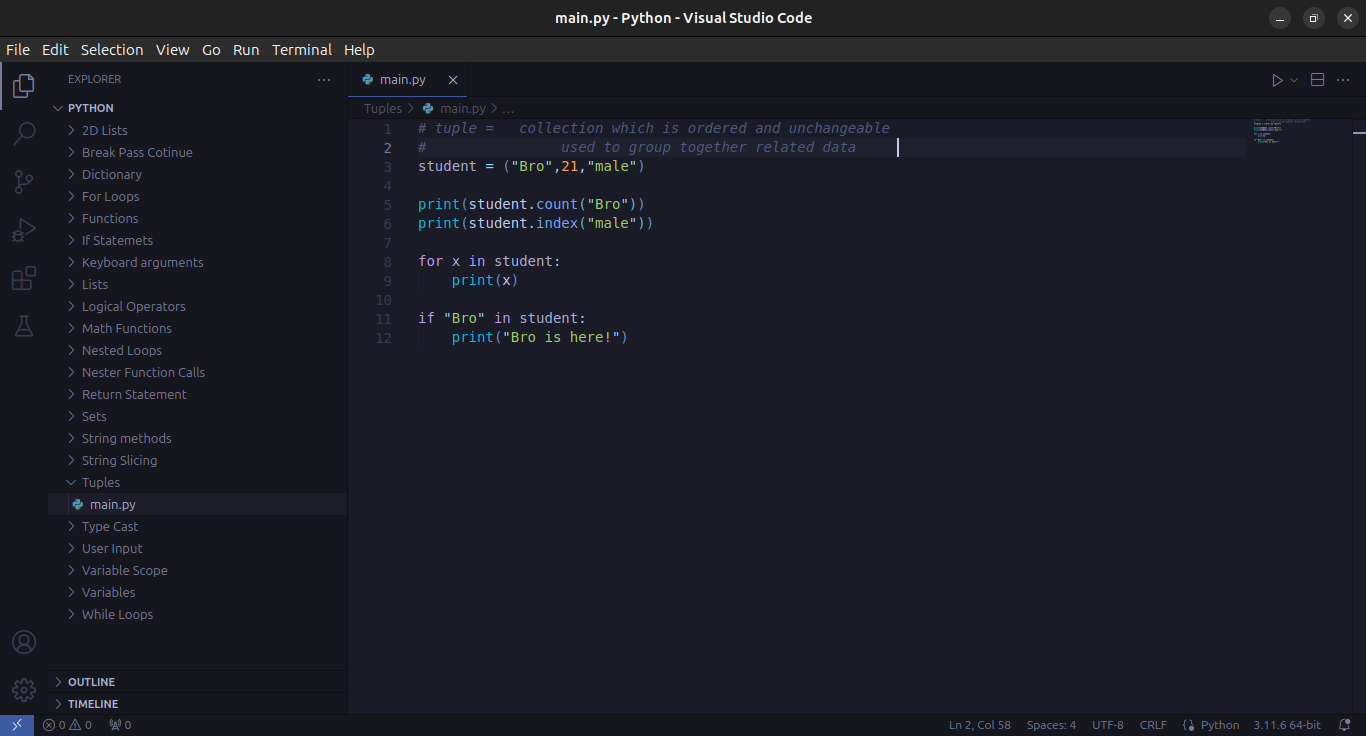 main.py - Python - Visual Studio Code
File Edit Selection View Go Run Terminal Help
EXPLORER
PYTHON
2D Lists
Break Pass Cotinue
Dictionary
For Loops
Functions
If Statemets
Keyboard arguments
Lists
Logical Operators
Math Functions
Nested Loops
Nester Function Calls
Return Statement
Sets
String methods
String Slicing
Tuples
main.py
Type Cast
User Input
Variable Scope
Variables
While Loops
OUTLINE
TIMELINE
main.py
Tuples > main.py > ...
1 # tuple =   collection which is ordered and unchangeable
2 #                used to group together related data
3 student = ("Bro",21,"male")
4
5 print(student.count("Bro"))
6 print(student.index("male"))
7
8 for x in student:
9     print(x)
10
11 if "Bro" in student:
12     print("Bro is here!")
0 0 0
Ln 2, Col 58 Spaces: 4 UTF-8 CRLF Python 3.11.6 64-bit